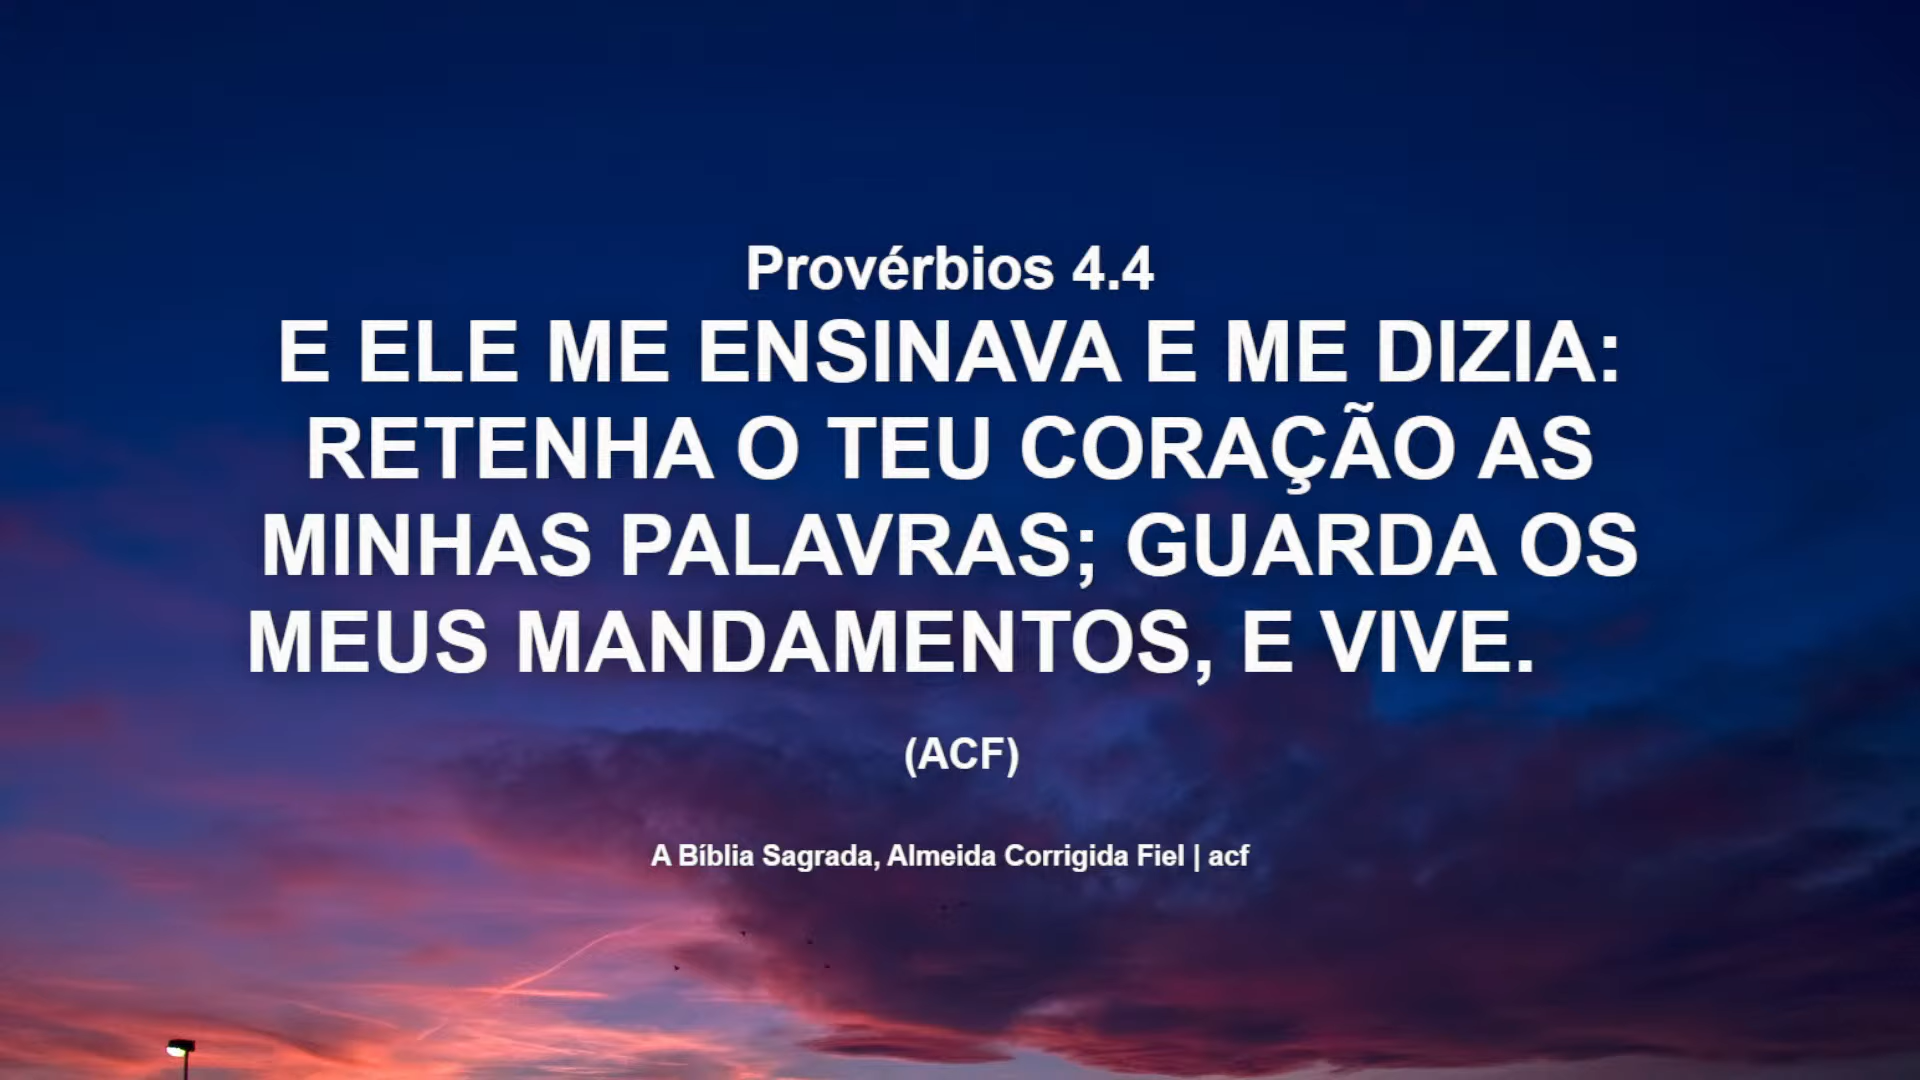 Provérbios 4.4
E ELE ME ENSINAVA E ME DIZIA:
RETENHA O TEU CORAÇÃO AS
MINHAS PALAVRAS; GUARDA OS
MEUS MANDAMENTOS, E VIVE.
(ACF)
A Bíblia Sagrada, Almeida Corrigida Fiel | acf